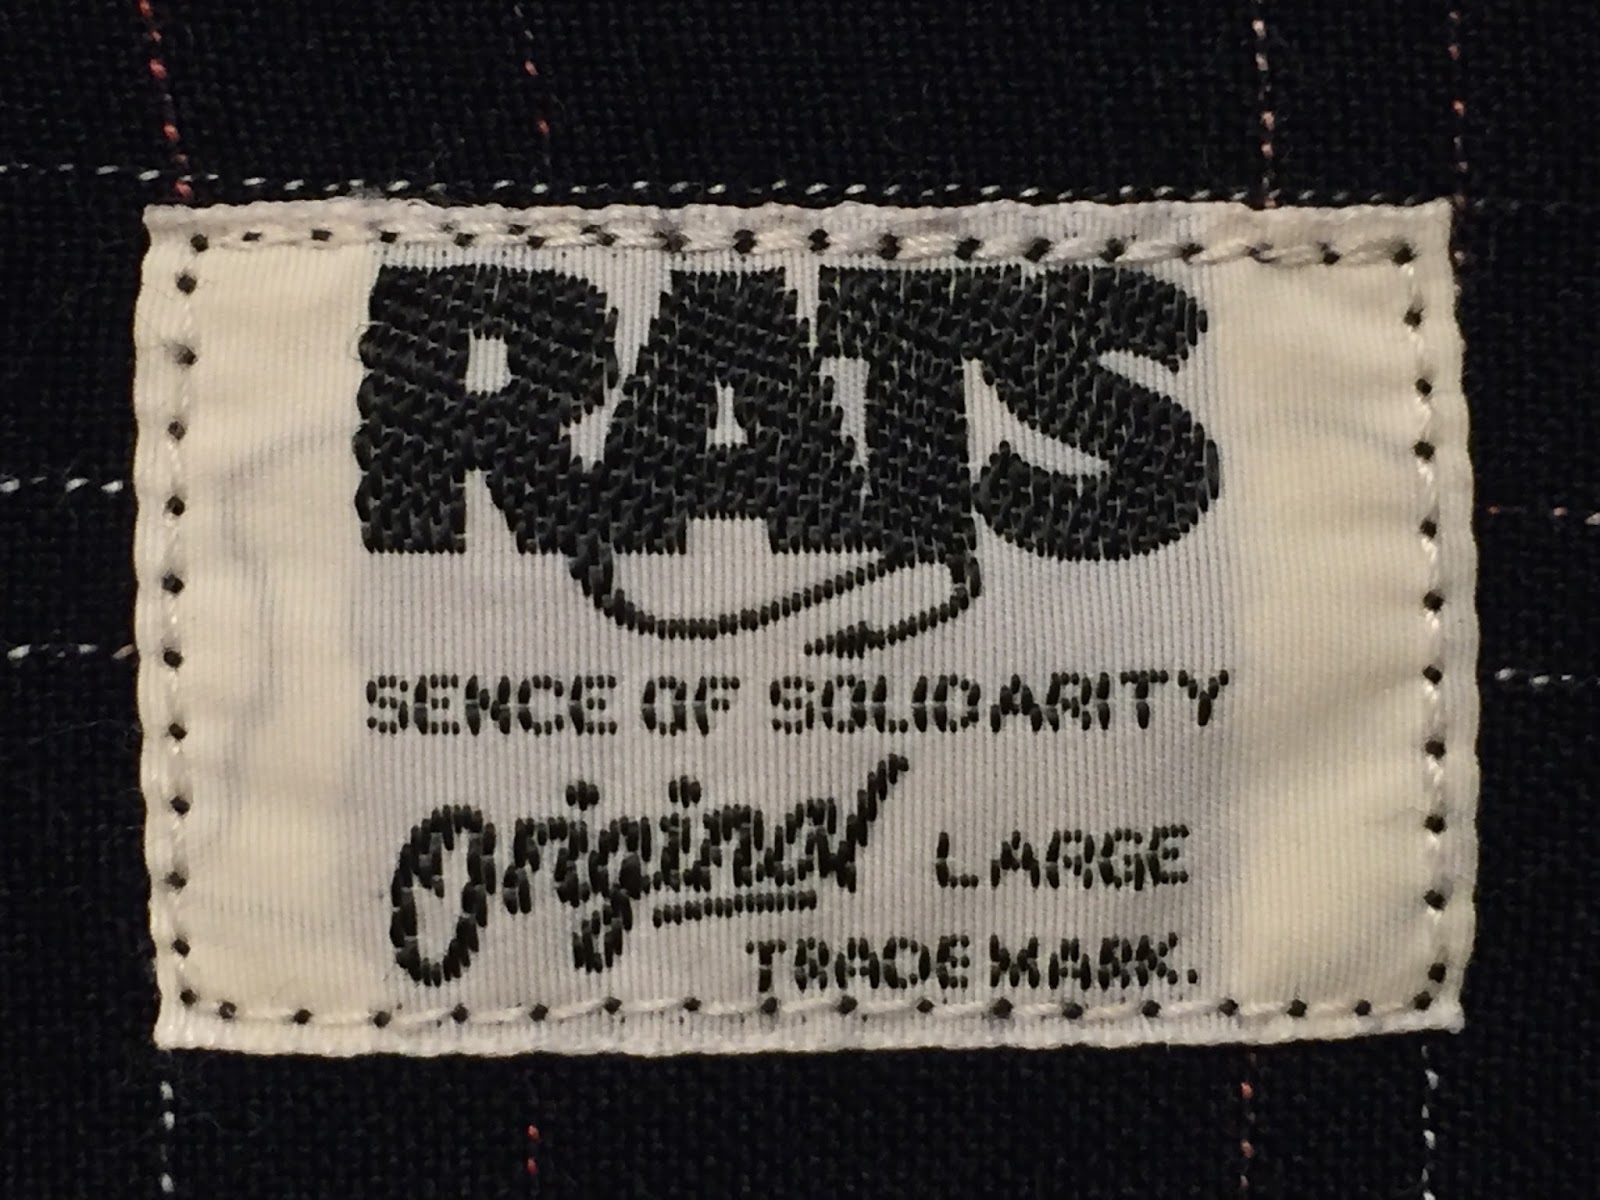 RATS
SENCE OF SOLIDARITY
Original LARGE
TRADE MARK.